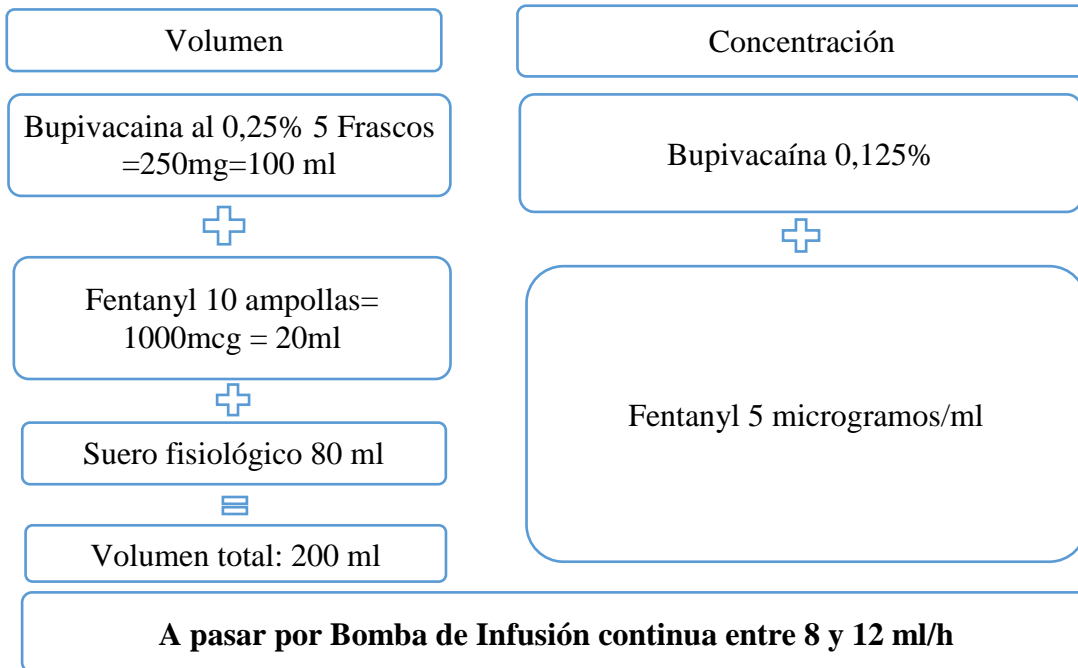 Volumen
Bupivacaina al 0,25% 5 Frascos
=250mg=100 ml
Fentanyl 10 ampollas=
1000mcg = 20ml
Suero fisiológico 80 ml
Volumen total: 200 ml
Concentración
Bupivacaína 0,125%
Fentanyl 5 microgramos/ml
A pasar por Bomba de Infusión continua entre 8 y 12 ml/h